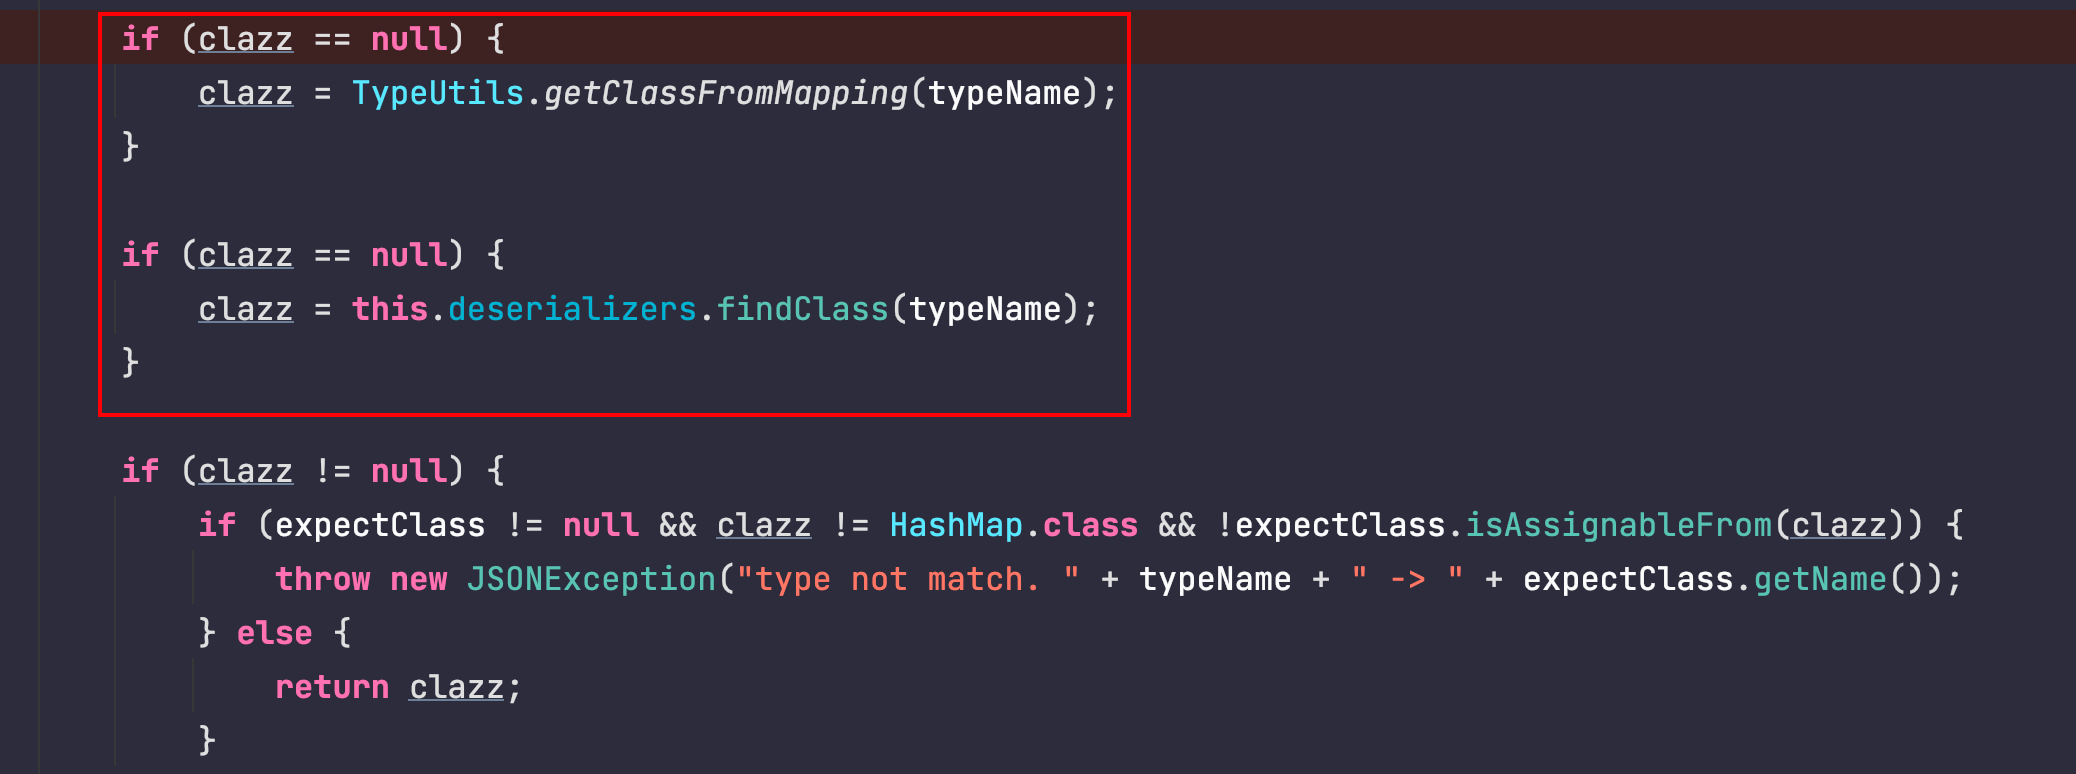 if (clazz == null) {
    clazz = TypeUtils.getClassFromMapping(typeName);
}

if (clazz == null) {
    clazz = this.deserializers.findClass(typeName);
}

if (clazz != null) {
    if (expectClass != null && clazz != HashMap.class && !expectClass.isAssignableFrom(clazz)) {
        throw new JSONException("type not match. " + typeName + " -> " + expectClass.getName());
    } else {
        return clazz;
    }